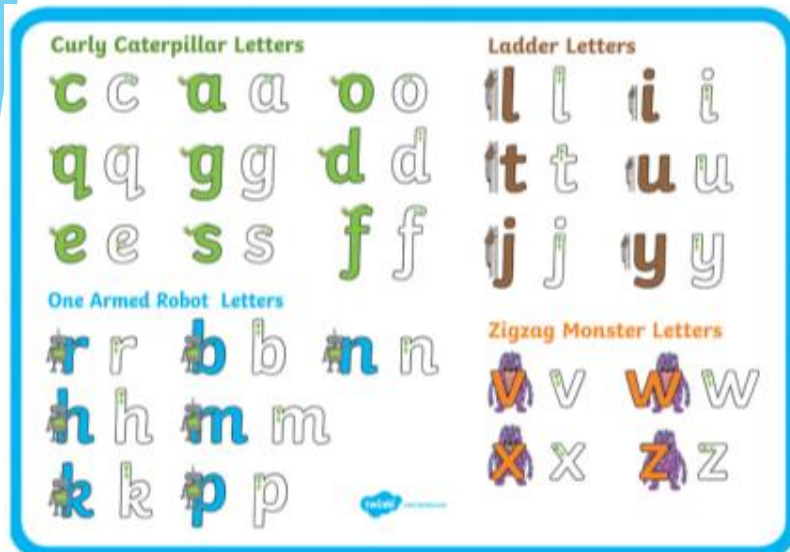 Curly Caterpillar Letters
c c a a o o
q q g g d d
e e s s f f
One Armed Robot Letters
r r b b n n
h h m m
k k p p
Ladder Letters
l l i i
t t u u
j j y y
Zigzag Monster Letters
v v w w
x x z z
twinkl